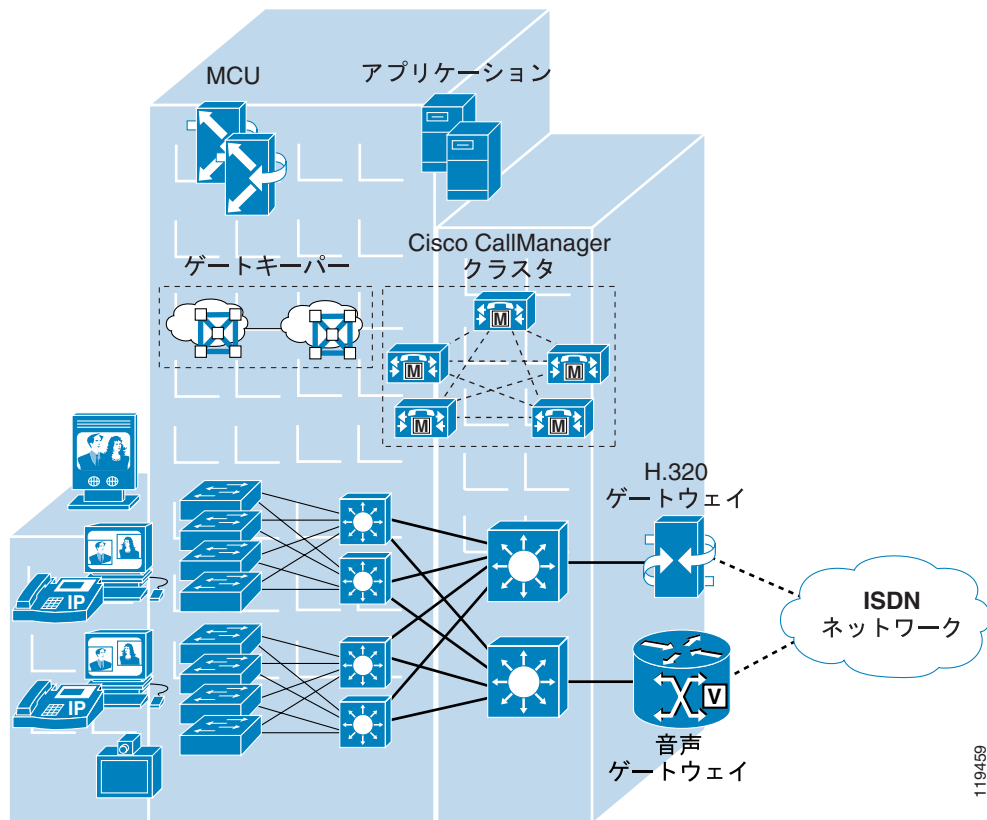 MCU
アプリケーション
Cisco CallManager
クラスタ
ゲートキーパー
M
M
M
M
M
H.320
ゲートウェイ
IP
ISDN
ネットワーク
IP
V
音声
ゲートウェイ
119459